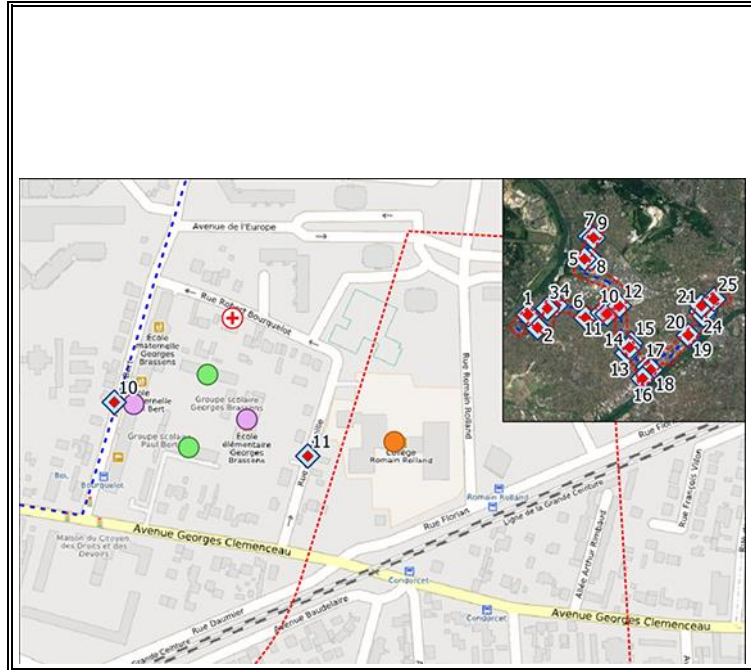 7
9
5
8
3
4
1
2
6
10
12
11
21
25
24
20
19
15
14
13
17
18
16
Avenue de l'Europe
Rue Robert Bourquelot
École
maternelle
Georges
Brassens
10
Bert
Groupe scolaire
Georges Brassens
École
élémentaire
Georges
Brassens
Groupe scolaire
Paul Bert
11
Rue
Collège
Romain Rolland
Rue Romain Rolland
Bourquelot
Romain Rolland
Rue Florian
Ligne de la Grande Ceinture
Rue François Villon
Allée Arthur Rimbaud
Maison du Citoyen
des Droits et des
Devoirs
Avenue Georges Clemenceau
Condorcet
Rue Daumier
Avenue Baudelaire
Grande Ceinture
Condorcet
Avenue Georges Clemenceau